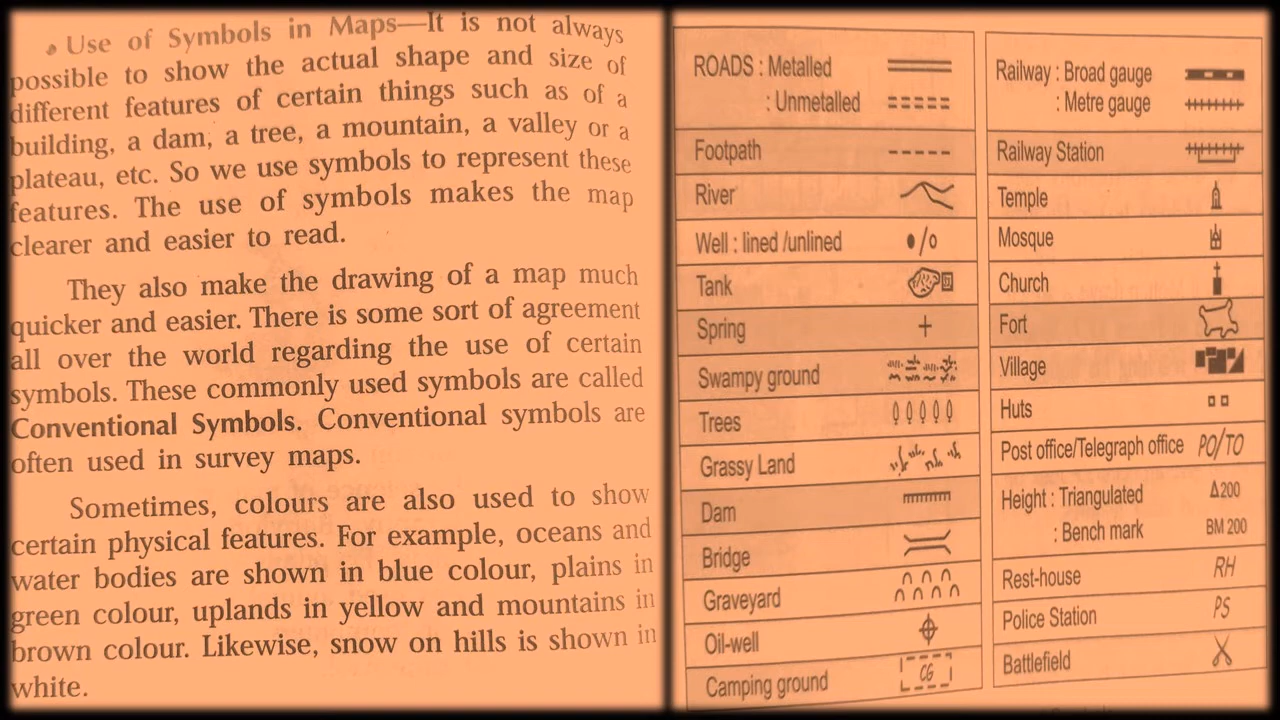 Use of Symbols in Maps—It is not always
possible to show the actual shape and size of
different features of certain things such as of a
building, a dam, a tree, a mountain, a valley or a
plateau, etc. So we use symbols to represent these
features. The use of symbols makes the map
clearer and easier to read.
They also make the drawing of a map much
quicker and easier. There is some sort of agreement
all over the world regarding the use of certain
symbols. These commonly used symbols are called
Conventional Symbols. Conventional symbols are
often used in survey maps.
Sometimes, colours are also used to show
certain physical features. For example, oceans and
water bodies are shown in blue colour, plains in
green colour, uplands in yellow and mountains in
brown colour. Likewise, snow on hills is shown in
white.
ROADS : Metalled
: Unmetalled
Footpath
River
Well : lined /unlined
Tank
Spring
Swampy ground
Trees
Grassy Land
Dam
Bridge
Graveyard
Oil-well
Camping ground CG
Railway : Broad gauge
: Metre gauge
Railway Station
Temple
Mosque
Church
Fort
Village
Huts
Post office/Telegraph office PO/TO
Height : Triangulated Δ200
: Bench mark BM 200
Rest-house RH
Police Station PS
Battlefield